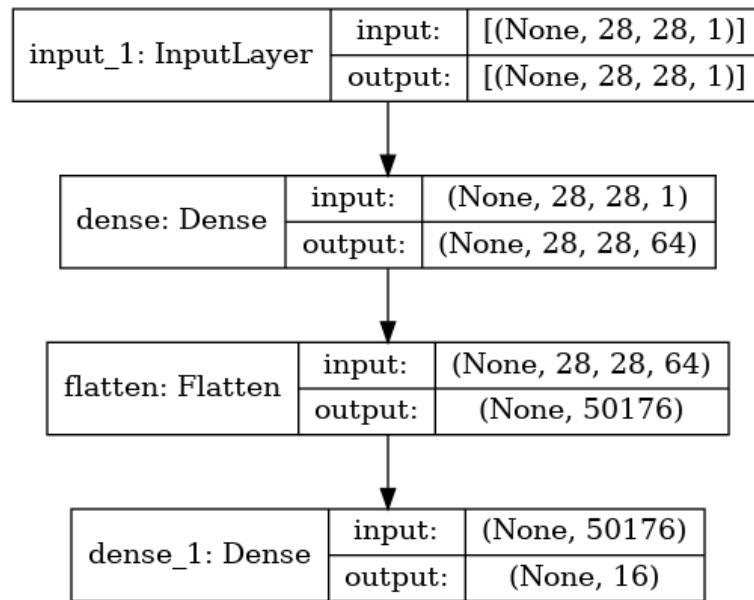 input_1: InputLayer
input:
[(None, 28, 28, 1)]
output:
[(None, 28, 28, 1)]
dense: Dense
input:
(None, 28, 28, 1)
output:
(None, 28, 28, 64)
flatten: Flatten
input:
(None, 28, 28, 64)
output:
(None, 50176)
dense_1: Dense
input:
(None, 50176)
output:
(None, 16)